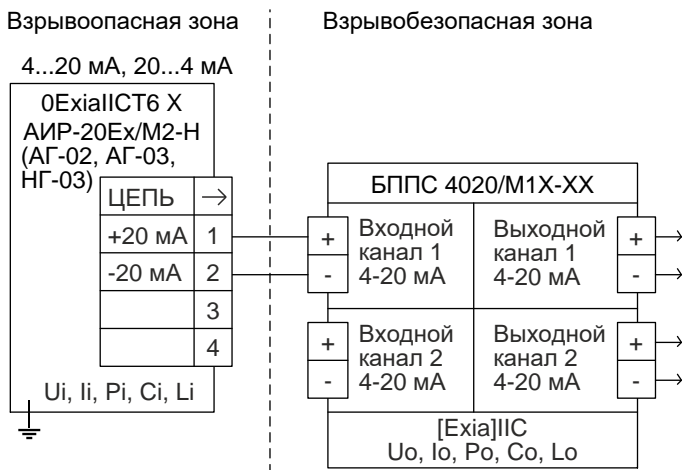 Взрывоопасная зона
Взрывобезопасная зона
4...20 мА, 20...4 мА
0ExiaIICT6 X
АИР-20Ex/М2-Н
(АГ-02, АГ-03,
НГ-03)
ЦЕПЬ →
+20 мА 1
-20 мА 2
3
4
Ui, Ii, Pi, Ci, Li
БППС 4020/М1Х-ХХ
+
-
Входной
канал 1
4-20 мА
Выходной
канал 1
4-20 мА
+
-
+
-
Входной
канал 2
4-20 мА
Выходной
канал 2
4-20 мА
+
-
[Exia]IIC
Uo, Io, Po, Co, Lo